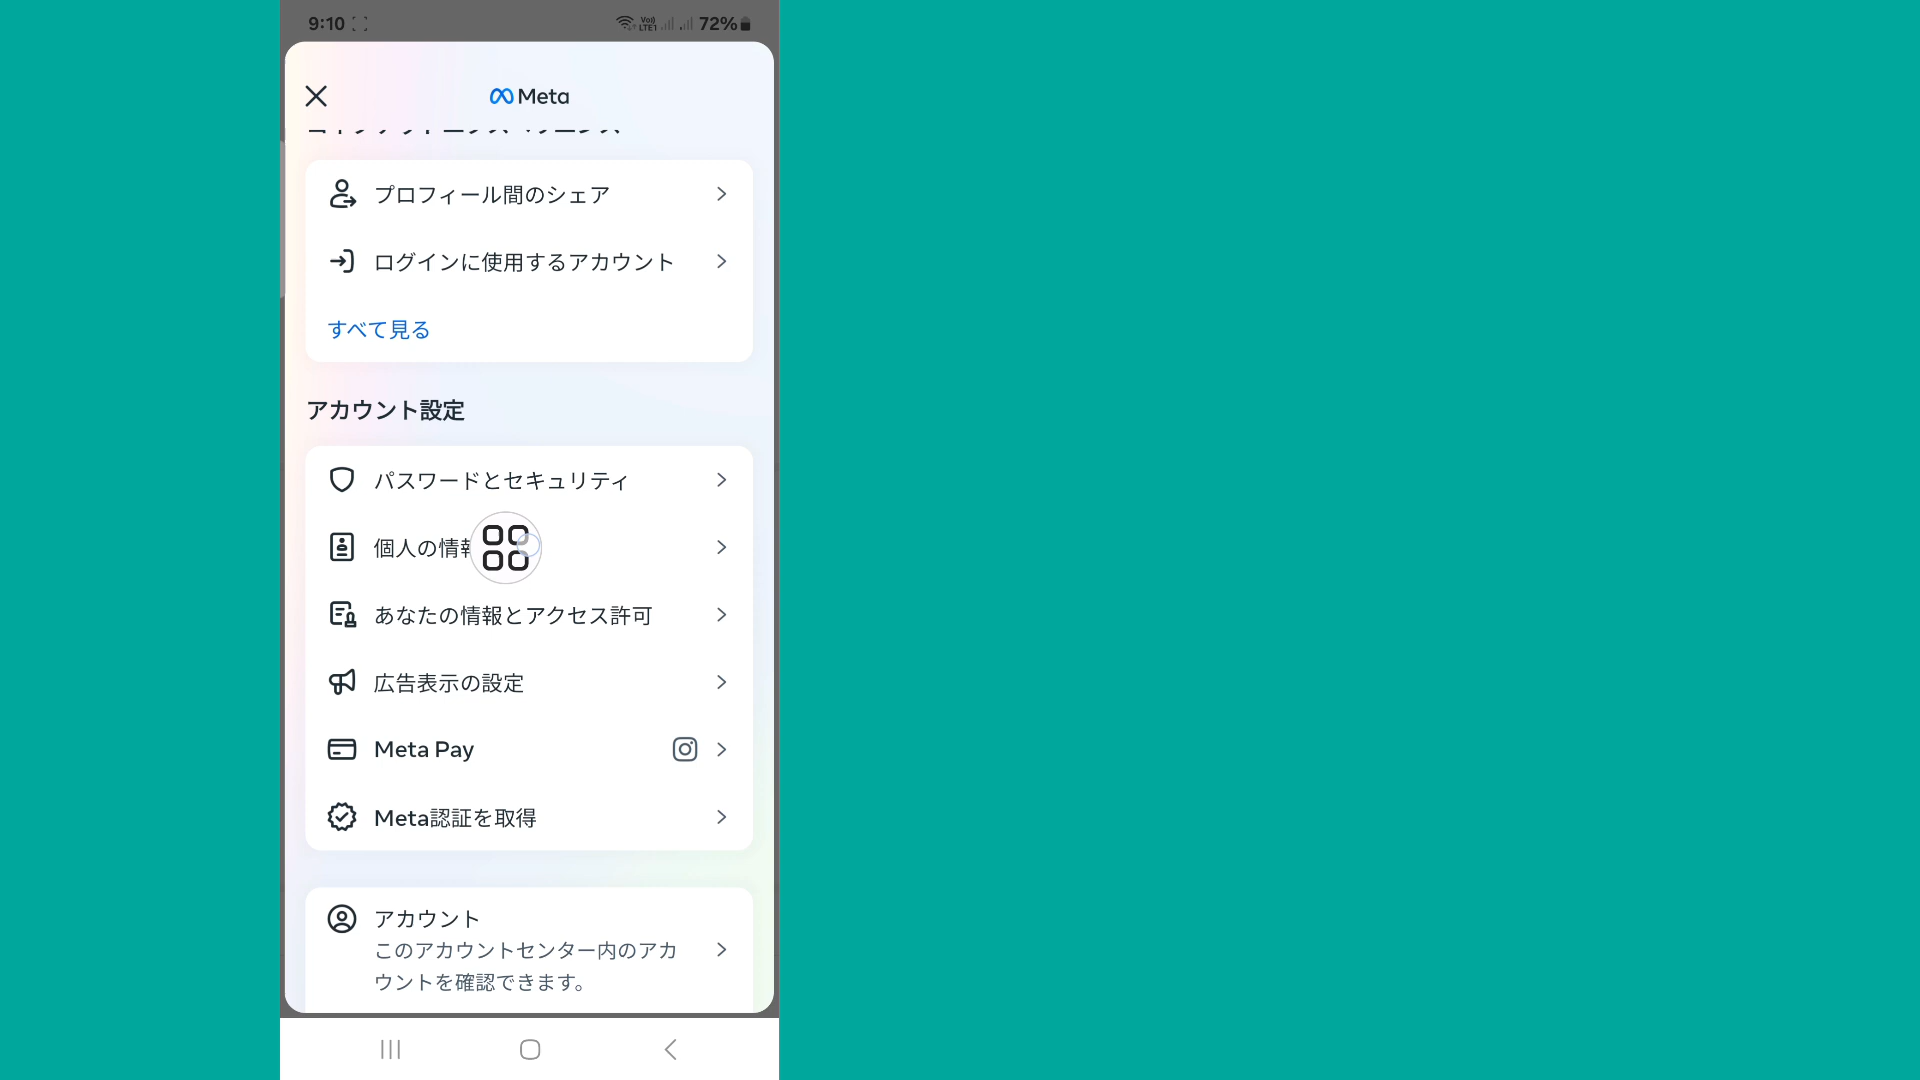 9:10
Vo)) LTE1 72%
Meta
プロフィール間のシェア
ログインに使用するアカウント
すべて見る
アカウント設定
パスワードとセキュリティ
個人の情
あなたの情報とアクセス許可
広告表示の設定
Meta Pay
Meta認証を取得
アカウント
このアカウントセンター内のアカ
ウントを確認できます。